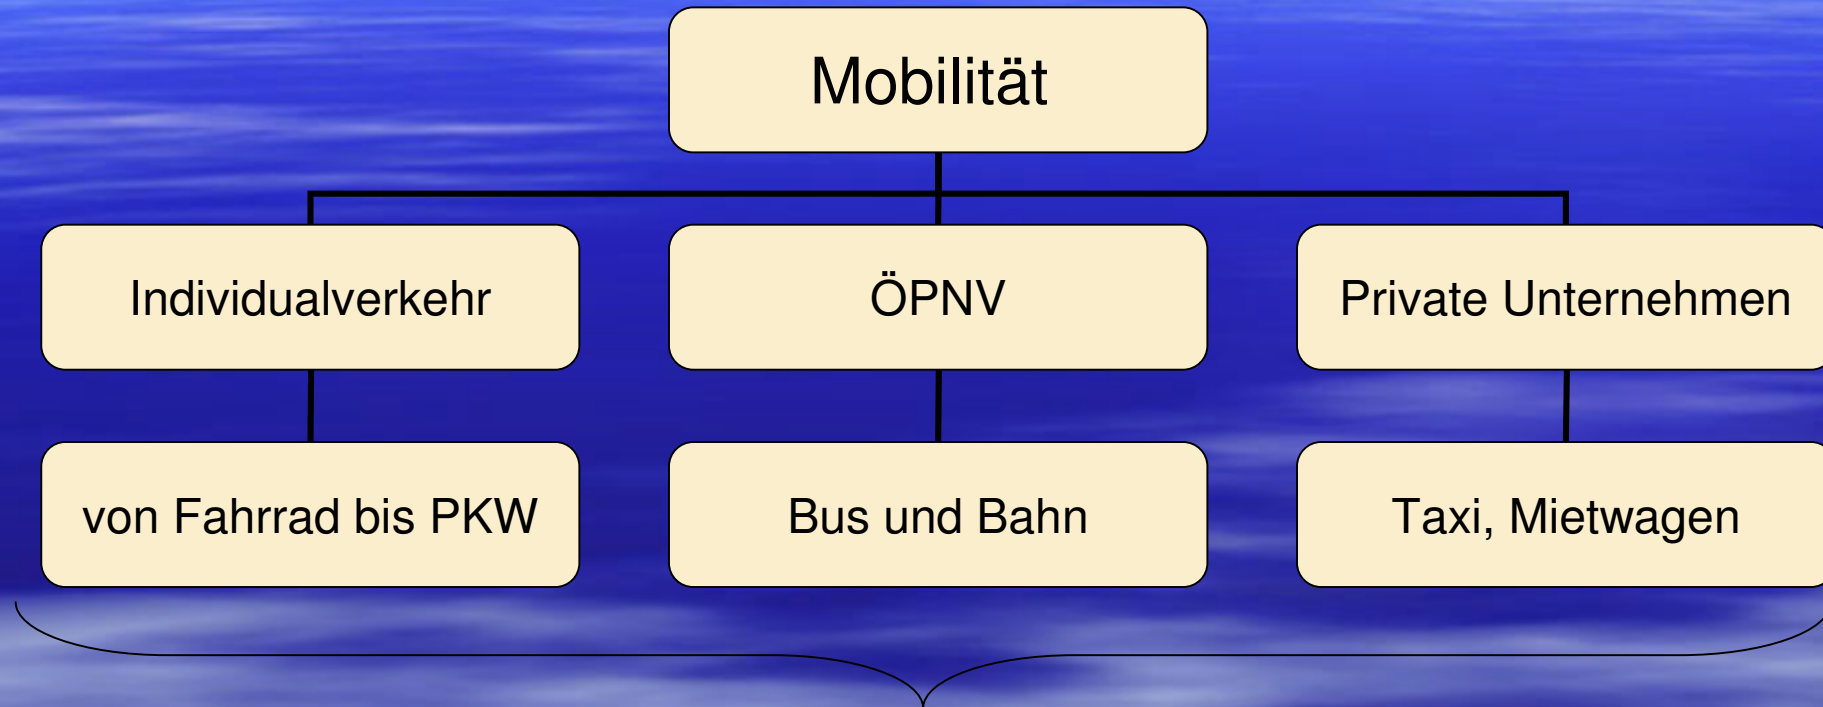 Mobilität
Individualverkehr
ÖPNV
Private Unternehmen
von Fahrrad bis PKW
Bus und Bahn
Taxi, Mietwagen